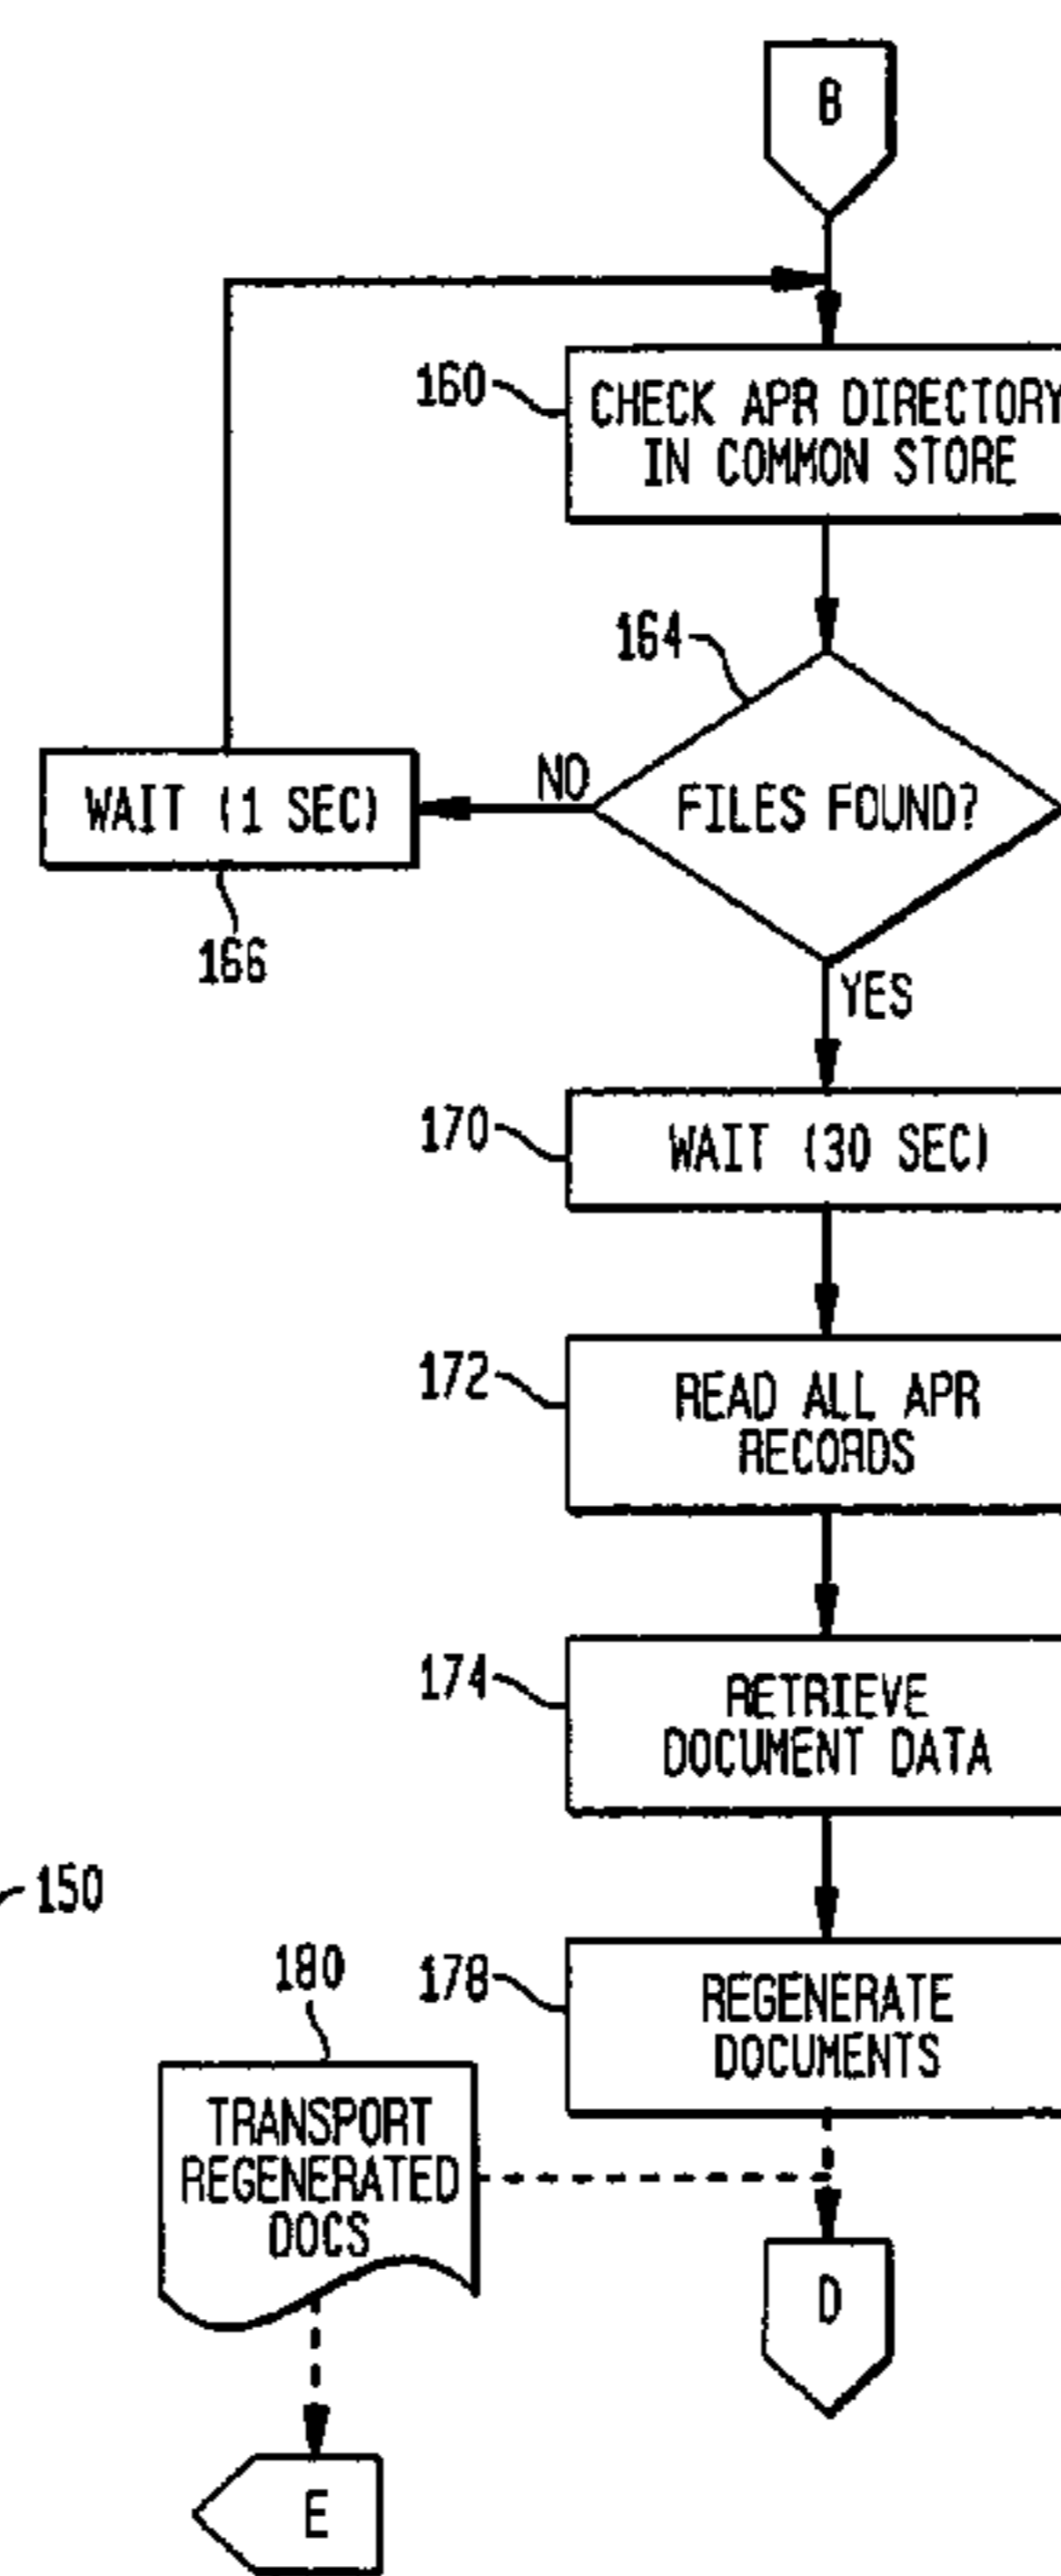 B
160
CHECK APR DIRECTORY
IN COMMON STORE
164
FILES FOUND?
NO
WAIT (1 SEC)
166
YES
170
WAIT (30 SEC)
172
READ ALL APR
RECORDS
174
RETRIEVE
DOCUMENT DATA
150
178
REGENERATE
DOCUMENTS
180
TRANSPORT
REGENERATED
DOCS
D
E